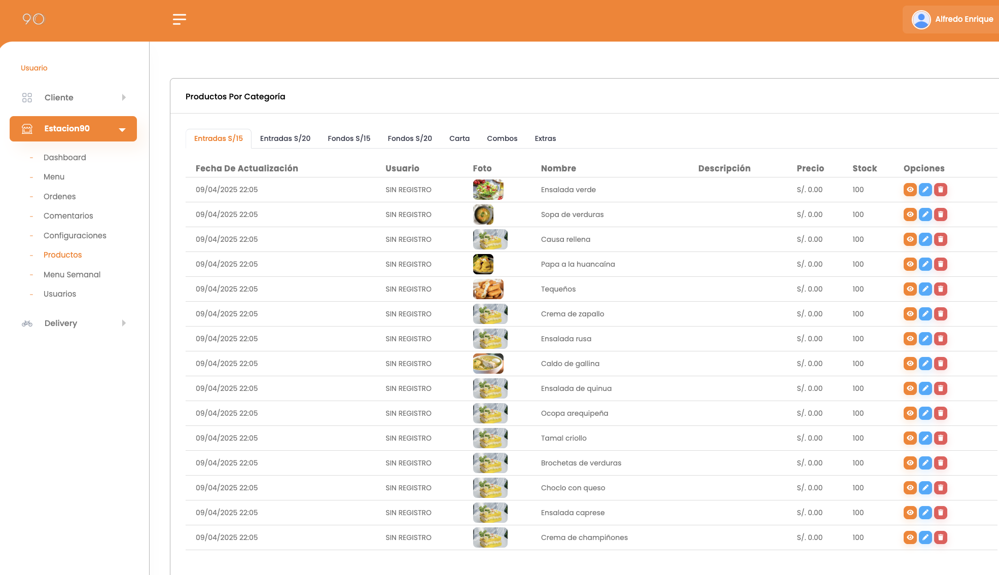 90
Alfredo Enrique
Usuario
Cliente
Estacion90
- Dashboard
- Menu
- Ordenes
- Comentarios
- Configuraciones
- Productos
- Menu Semanal
- Usuarios
Delivery
Productos Por Categoría
Entradas S/15 Entradas S/20 Fondos S/15 Fondos S/20 Carta Combos Extras
Fecha De Actualización Usuario Foto Nombre Descripción Precio Stock Opciones
09/04/2025 22:05 SIN REGISTRO Ensalada verde S/. 0.00 100
09/04/2025 22:05 SIN REGISTRO Sopa de verduras S/. 0.00 100
09/04/2025 22:05 SIN REGISTRO Causa rellena S/. 0.00 100
09/04/2025 22:05 SIN REGISTRO Papa a la huancaína S/. 0.00 100
09/04/2025 22:05 SIN REGISTRO Tequeños S/. 0.00 100
09/04/2025 22:05 SIN REGISTRO Crema de zapallo S/. 0.00 100
09/04/2025 22:05 SIN REGISTRO Ensalada rusa S/. 0.00 100
09/04/2025 22:05 SIN REGISTRO Caldo de gallina S/. 0.00 100
09/04/2025 22:05 SIN REGISTRO Ensalada de quinua S/. 0.00 100
09/04/2025 22:05 SIN REGISTRO Ocopa arequipeña S/. 0.00 100
09/04/2025 22:05 SIN REGISTRO Tamal criollo S/. 0.00 100
09/04/2025 22:05 SIN REGISTRO Brochetas de verduras S/. 0.00 100
09/04/2025 22:05 SIN REGISTRO Choclo con queso S/. 0.00 100
09/04/2025 22:05 SIN REGISTRO Ensalada caprese S/. 0.00 100
09/04/2025 22:05 SIN REGISTRO Crema de champiñones S/. 0.00 100